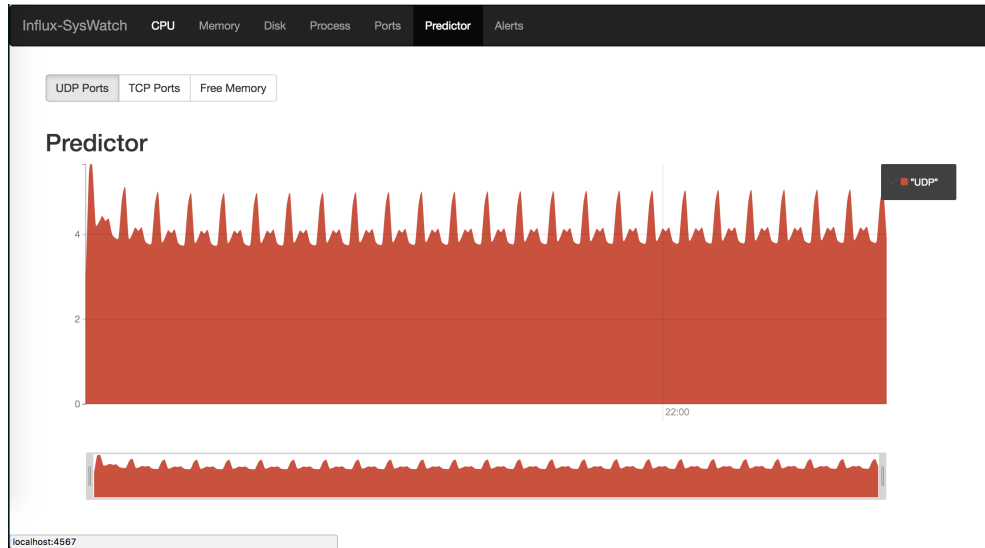 Influx-SysWatch CPU Memory Disk Process Ports Predictor Alerts
UDP Ports TCP Ports Free Memory
Predictor
"UDP"
4
2
0
22:00
localhost:4567